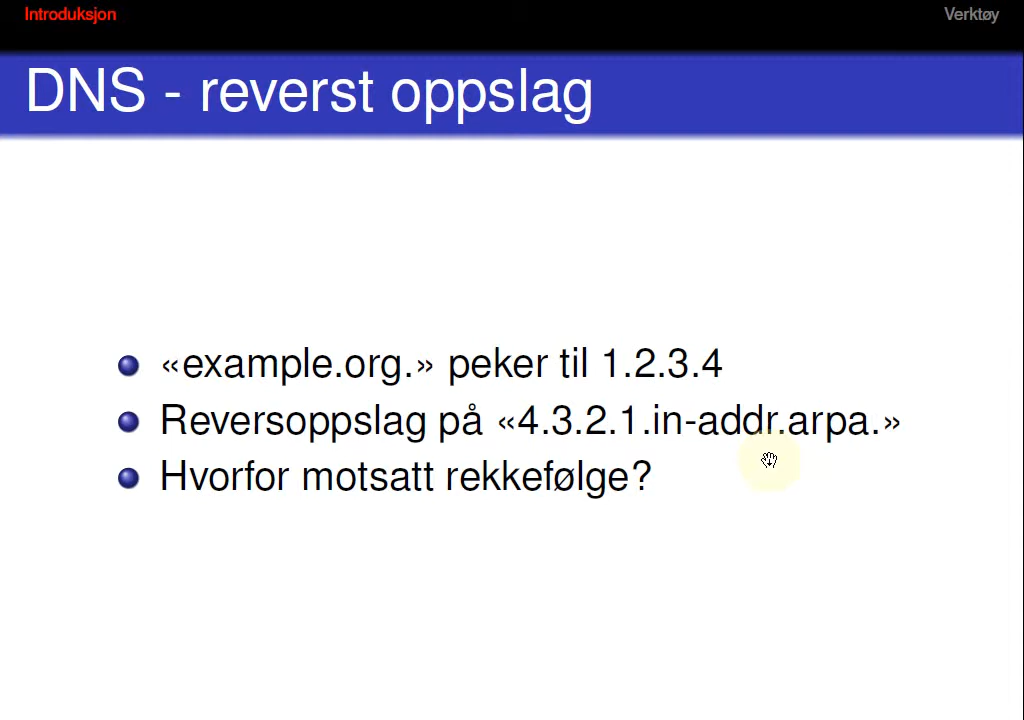 Introduksjon
Verktøy
DNS - reverst oppslag
«example.org.» peker til 1.2.3.4
Reversoppslag på «4.3.2.1.in-addr.arpa.»
Hvorfor motsatt rekkefølge?